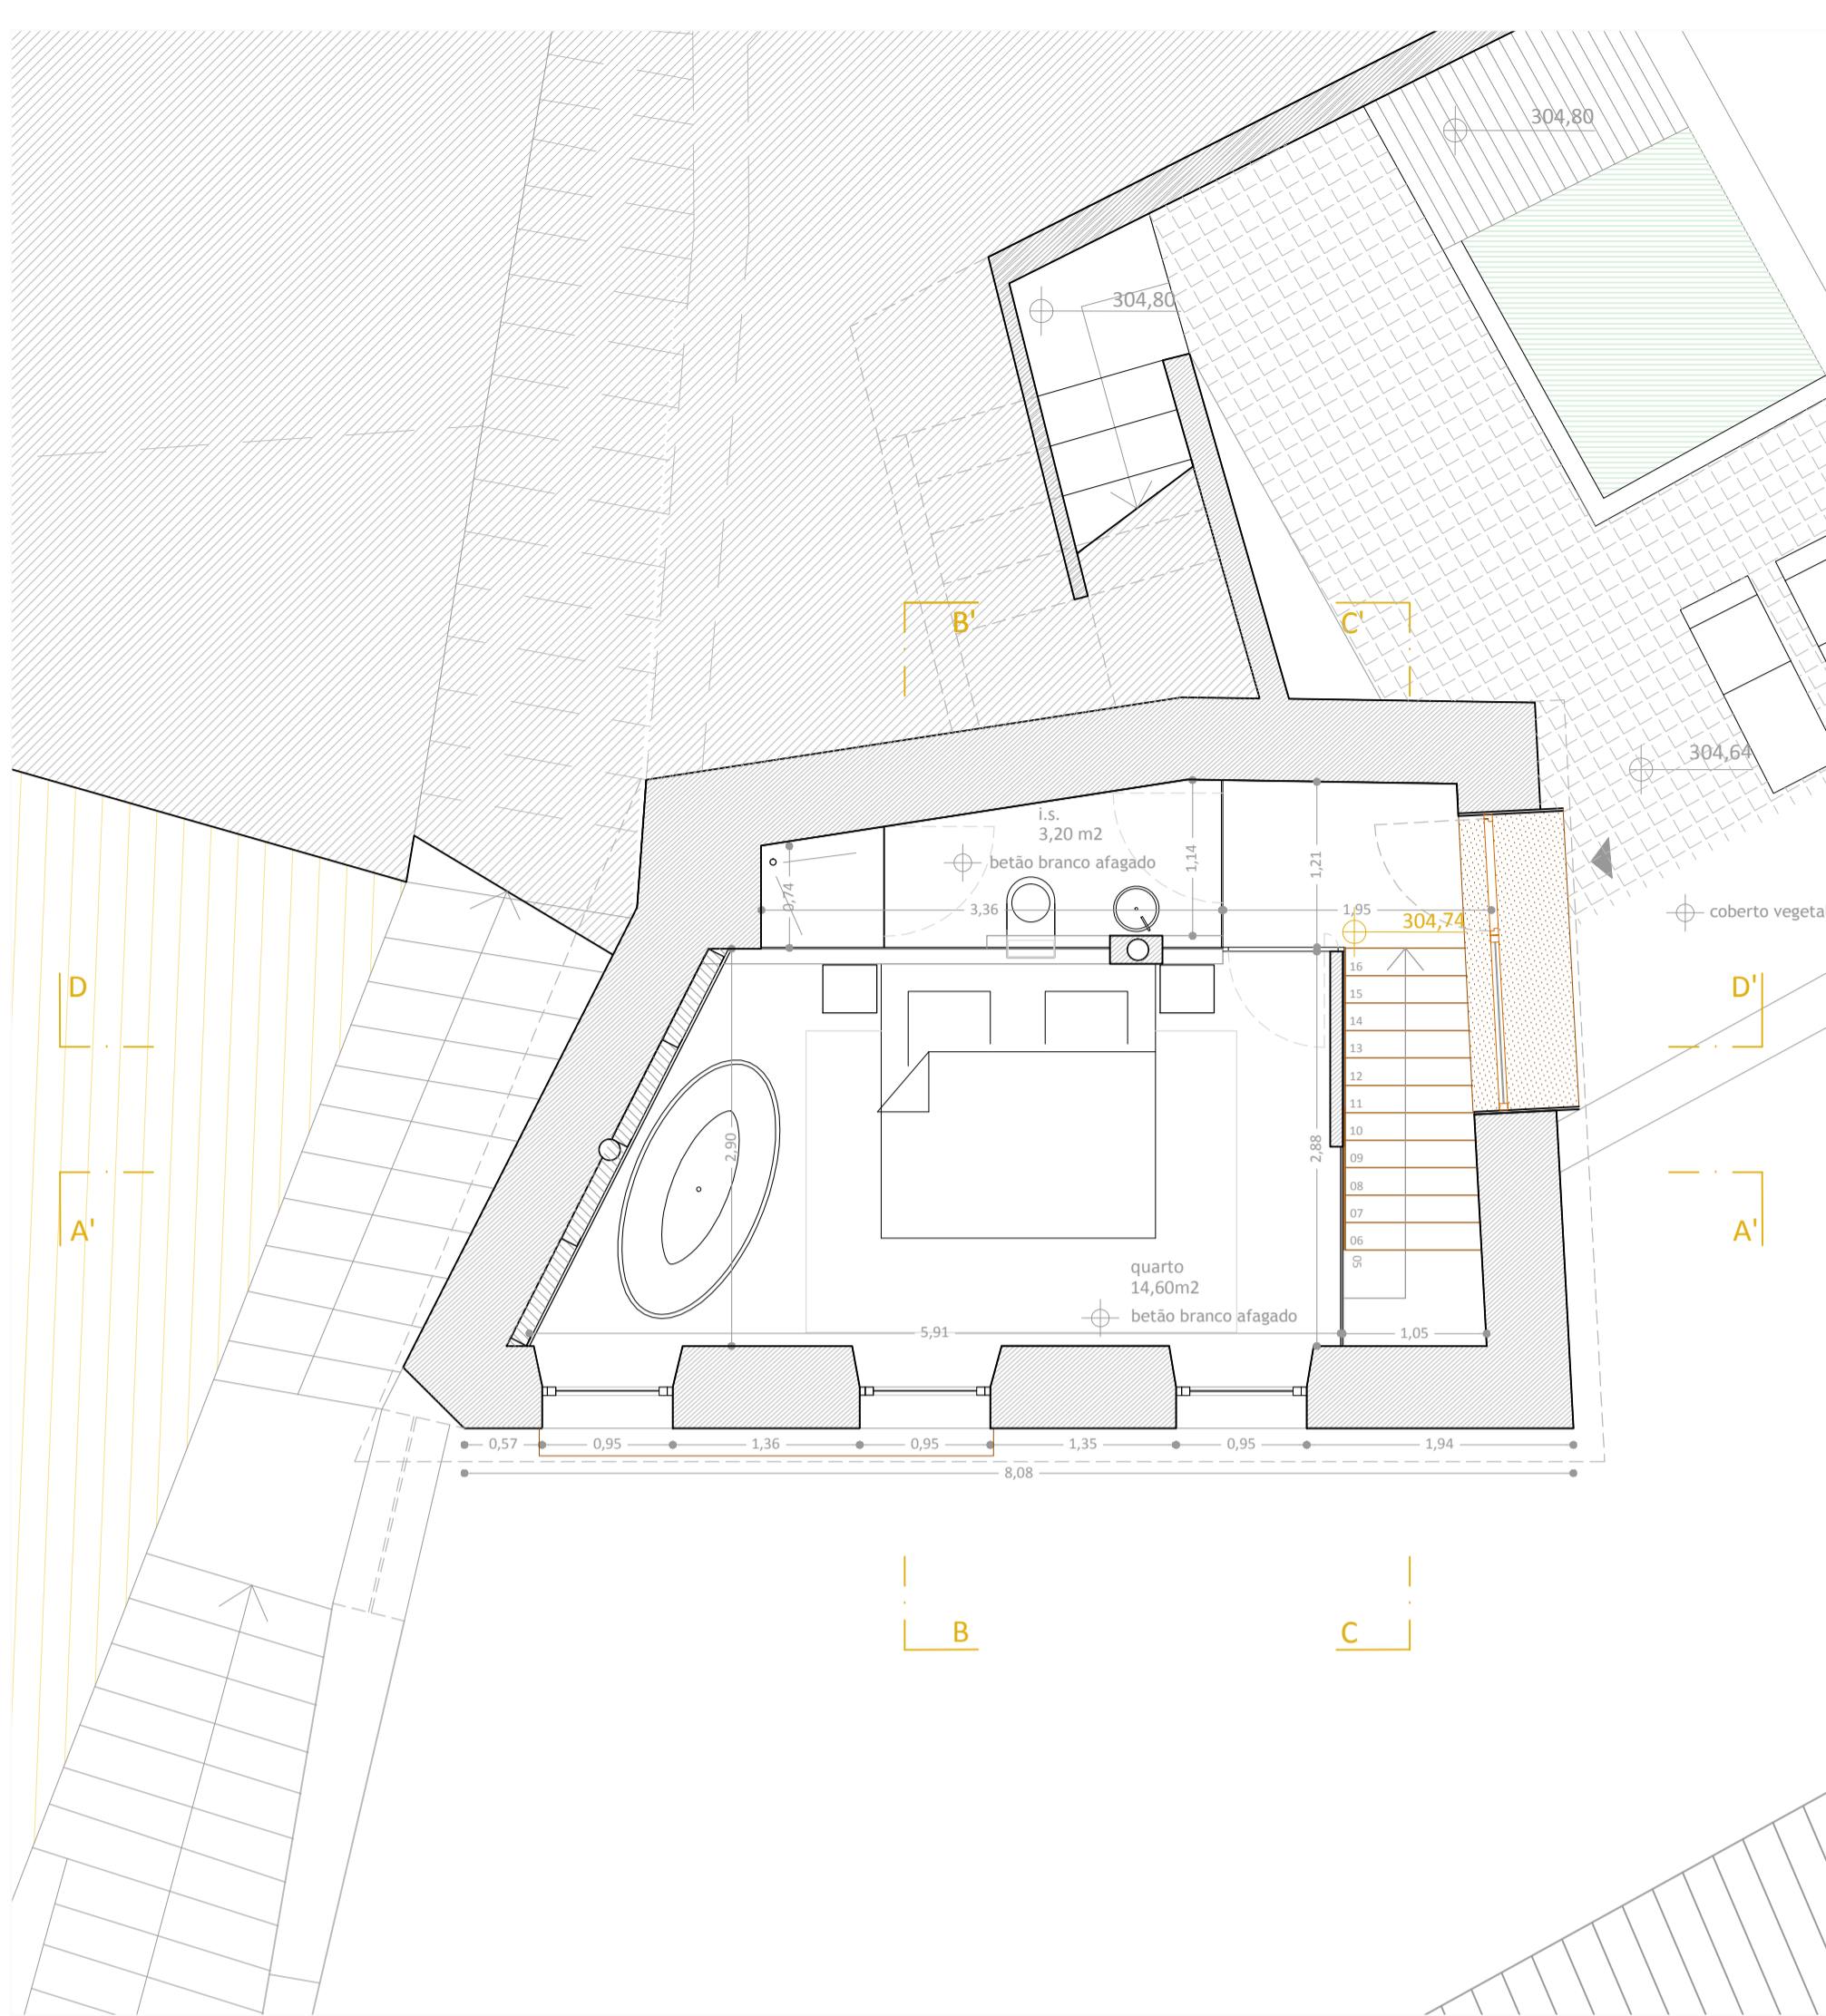 304,80
304,80
B'
C'
304,64
i.s.
3,20 m2
betão branco afagado
1,14
1,21
0,74
3,36
1,95
304,74
coberto vegeta
D
D'
16
15
14
13
12
11
10
09
08
07
06
05
2,90
2,88
A'
A'
quarto
14,60m2
betão branco afagado
5,91
1,05
0,57
0,95
1,36
0,95
1,35
0,95
1,94
8,08
B
C